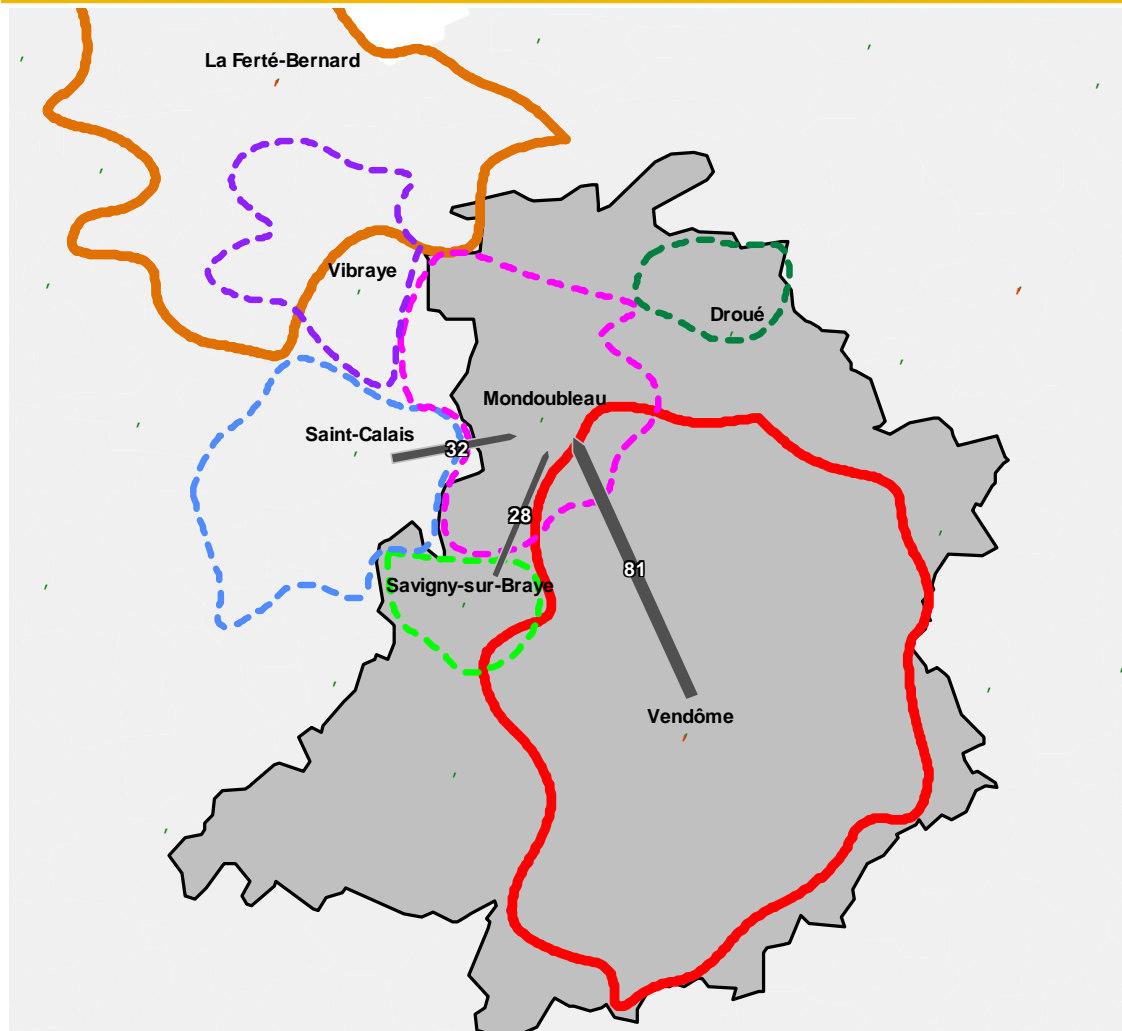 La Ferté-Bernard
Vibraye
Droué
Mondoubleau
Saint-Calais
32
28
81
Savigny-sur-Braye
Vendôme